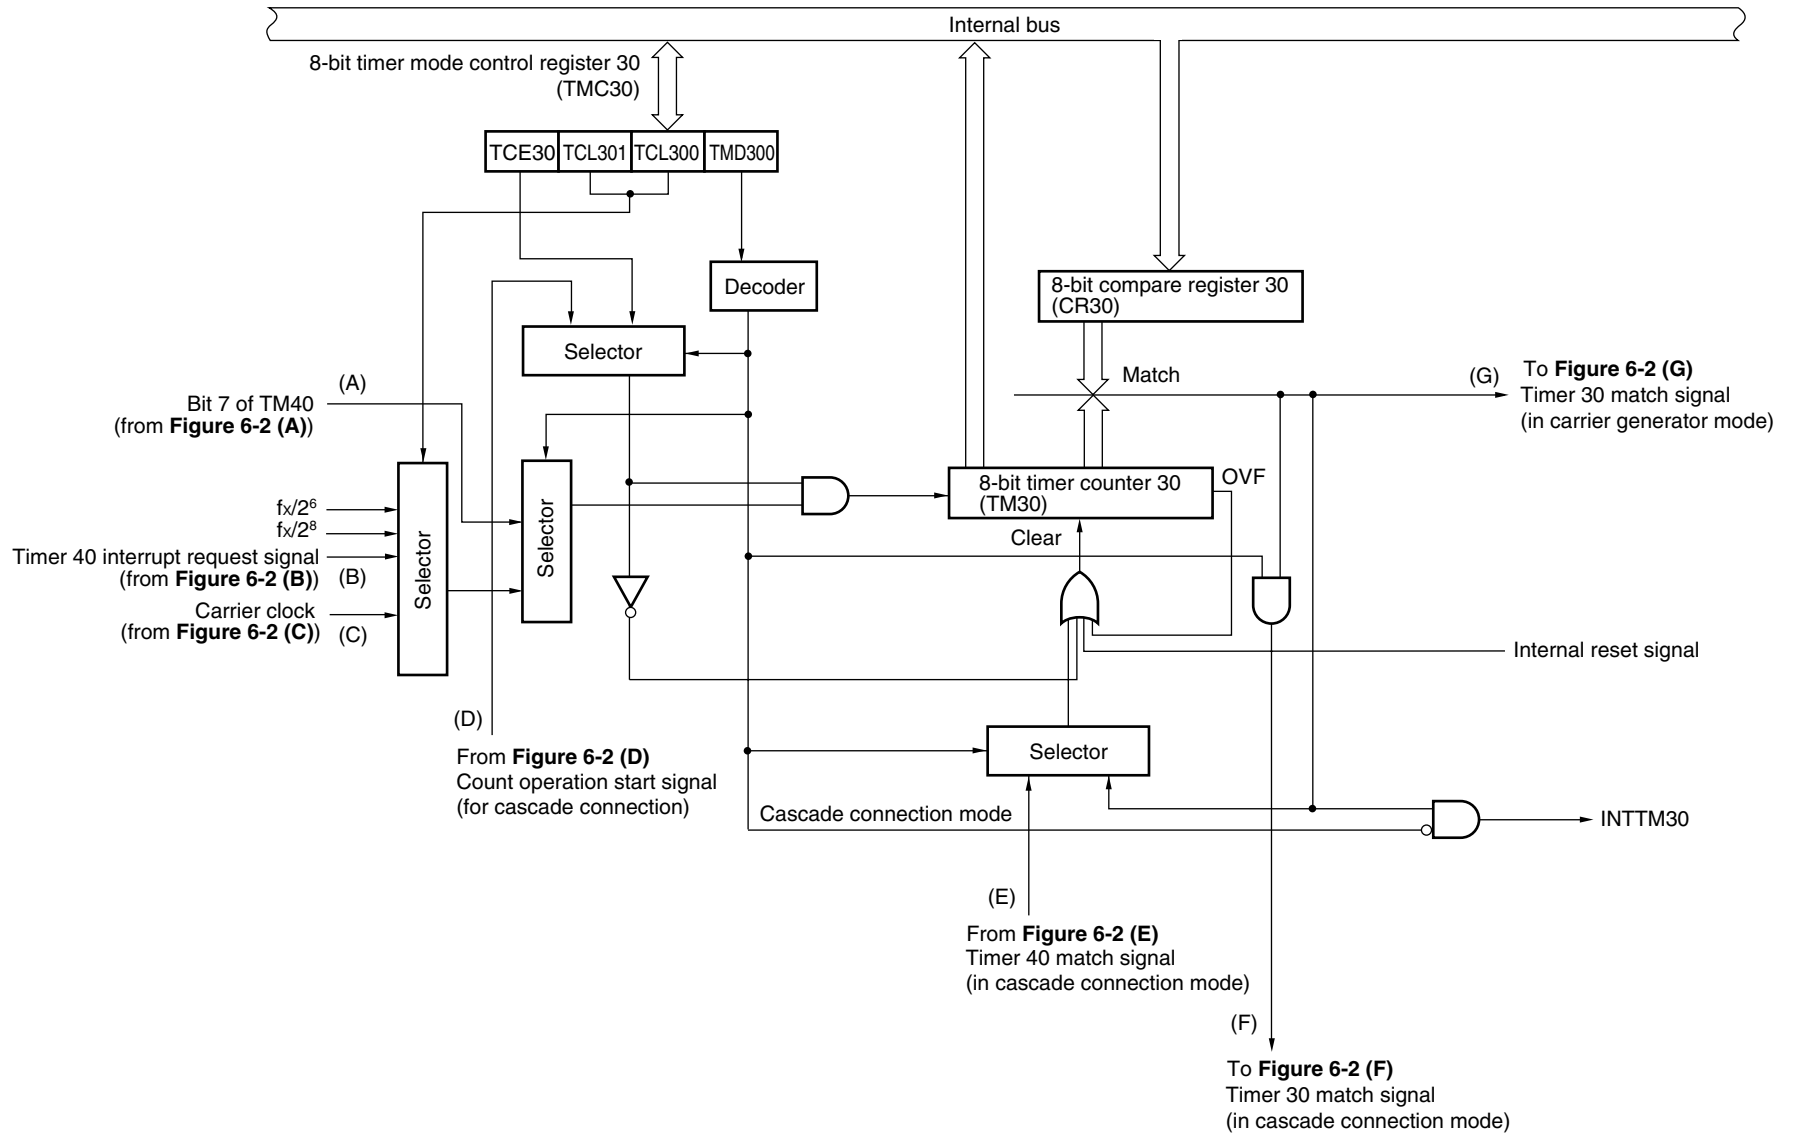 Internal bus
8-bit timer mode control register 30
(TMC30)
TCE30 TCL301 TCL300 TMD300
Decoder
8-bit compare register 30
(CR30)
Selector
Match
(G)
To Figure 6-2 (G)
Timer 30 match signal
(in carrier generator mode)
(A)
Bit 7 of TM40
(from Figure 6-2 (A))
8-bit timer counter 30
(TM30)
OVF
Clear
Selector
Selector
fx/2⁶
fx/2⁸
Timer 40 interrupt request signal
(from Figure 6-2 (B))
(B)
Carrier clock
(from Figure 6-2 (C))
(C)
Internal reset signal
(D)
From Figure 6-2 (D)
Count operation start signal
(for cascade connection)
Selector
Cascade connection mode
INTTM30
(E)
From Figure 6-2 (E)
Timer 40 match signal
(in cascade connection mode)
(F)
To Figure 6-2 (F)
Timer 30 match signal
(in cascade connection mode)